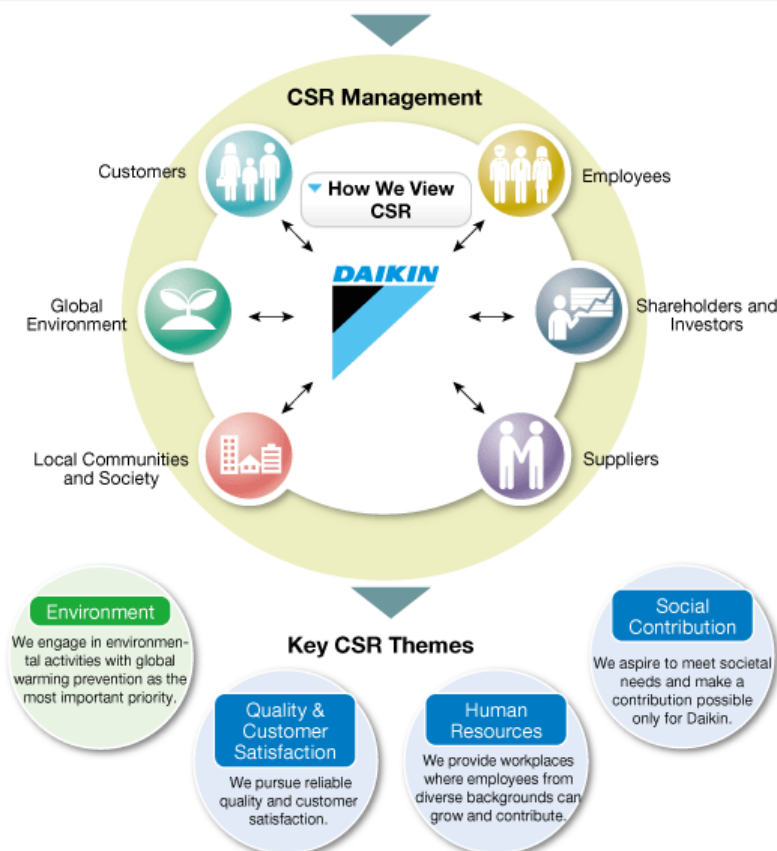 CSR Management
Customers
How We View
CSR
Employees
DAIKIN
Global
Environment
Shareholders and
Investors
Local Communities
and Society
Suppliers
Key CSR Themes
Environment
We engage in environmen-
tal activities with global
warming prevention as the
most important priority.
Quality &
Customer
Satisfaction
We pursue reliable
quality and customer
satisfaction.
Human
Resources
We provide workplaces
where employees from
diverse backgrounds can
grow and contribute.
Social
Contribution
We aspire to meet societal
needs and make a
contribution possible
only for Daikin.